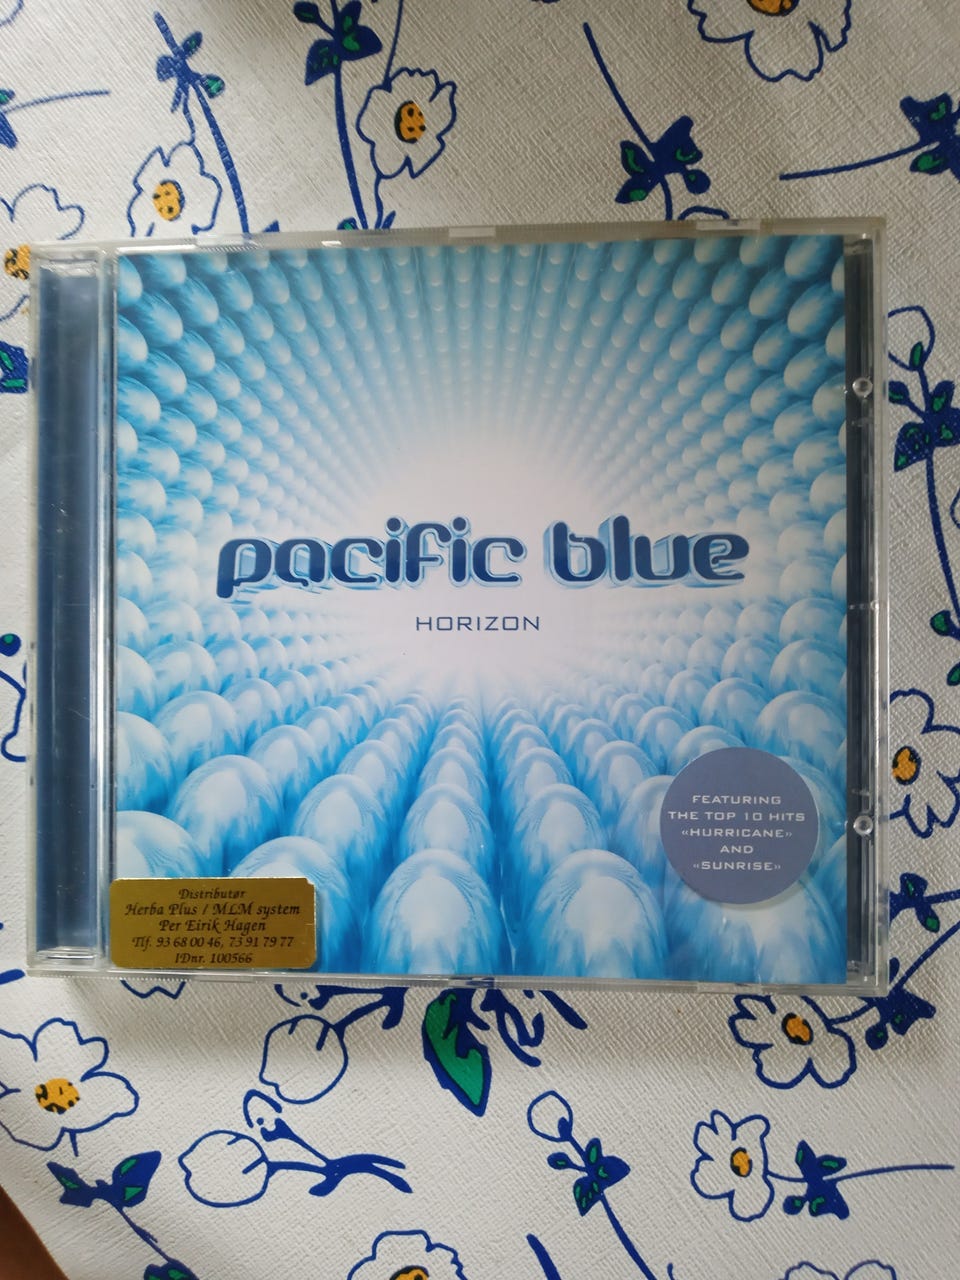 pacific blue
HORIZON
FEATURING
THE TOP 10 HITS
«HURRICANE»
AND
«SUNRISE»
Distributør
Herba Plus / MLM system
Per Eirik Hagen
Tlf. 93 68 00 46, 73 91 79 77
IDnr. 100566